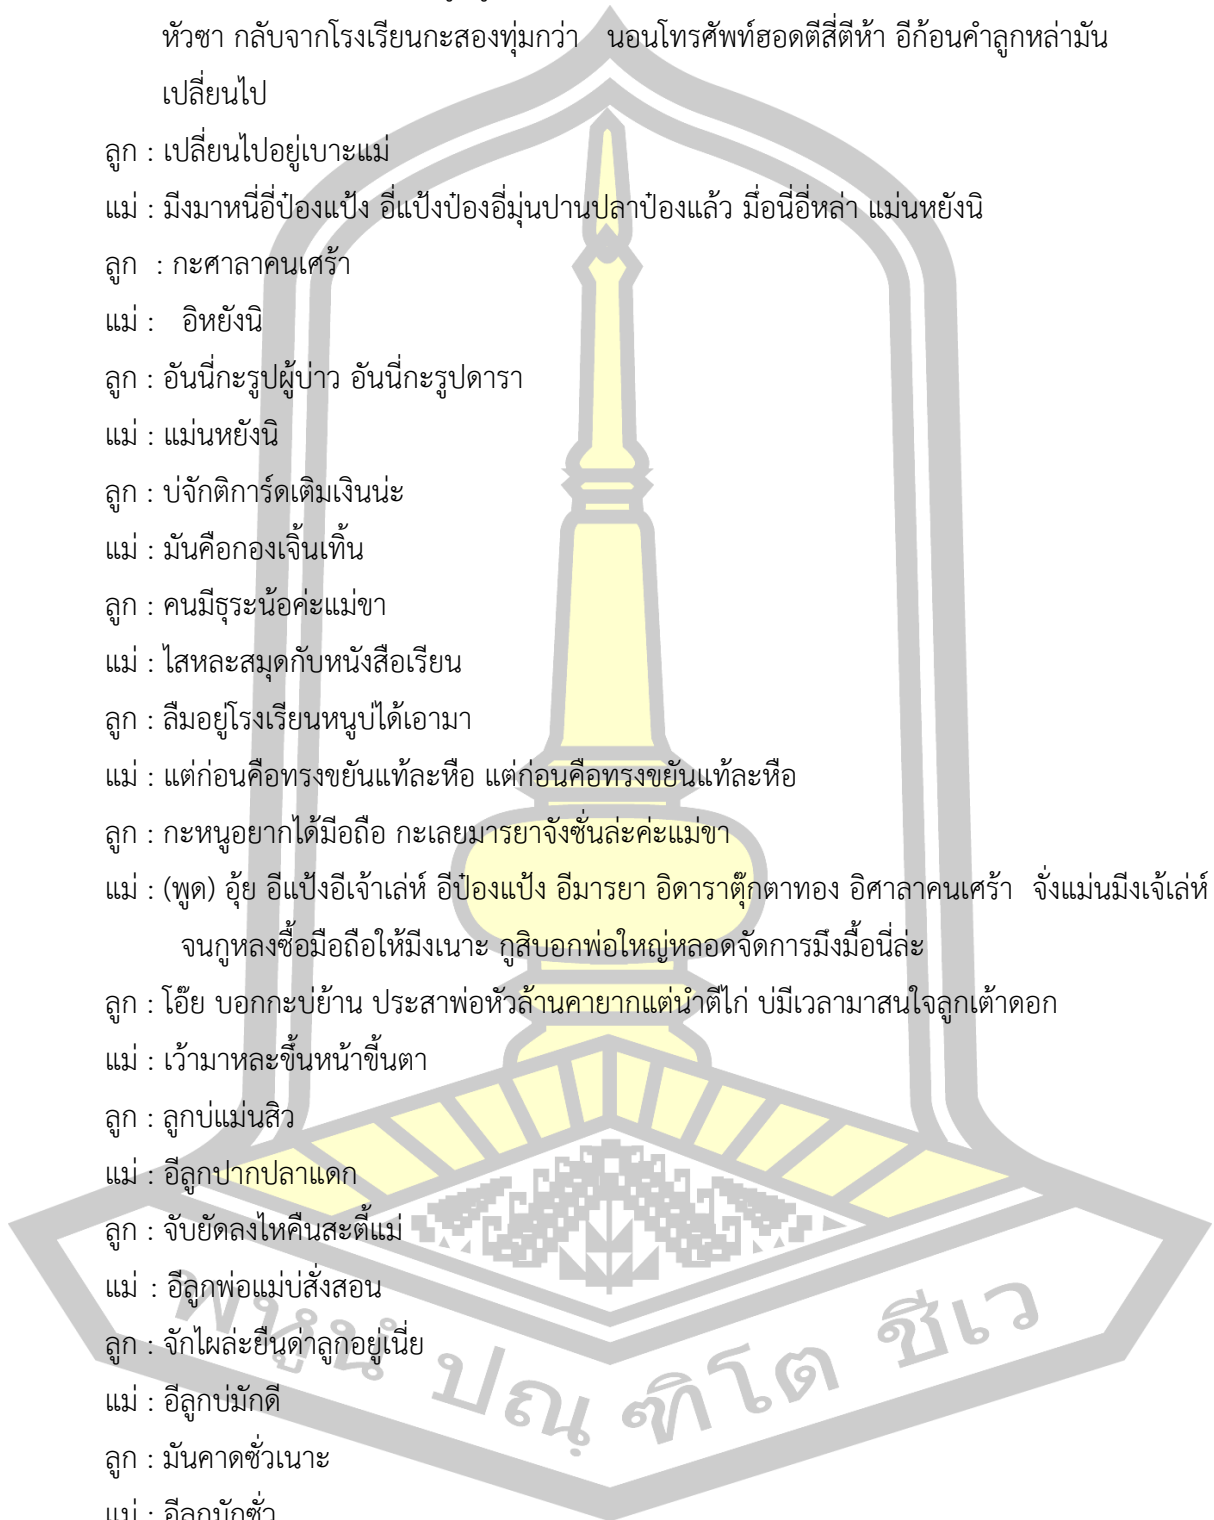 หัวซา กลับจากโรงเรียนกะสองทุ่มกว่า นอนโทรศัพท์ฮอดตีสี่ตีห้า อีก้อนคำลูกหล่ามัน
เปลี่ยนไป
ลูก : เปลี่ยนไปอยู่เบาะแม่
แม่ : มีงมาหนี่อี่ป๋องแป้ง อี่แป้งป๋องอี่มุ่นปานปลาป๋องแล้ว มื่อนี่อี่หล่า แม่นหยังนิ
ลูก : กะศาลาคนเศร้า
แม่ : อิหยังนิ
ลูก : อันนี่กะรูปผู้บ่าว อันนี่กะรูปดารา
แม่ : แม่นหยังนิ
ลูก : บ่จักติการ์ดเติมเงินน่ะ
แม่ : มันคือกองเจิ้นเทิ้น
ลูก : คนมีธุระน้อค่ะแม่ขา
แม่ : ไสหละสมุดกับหนังสือเรียน
ลูก : ลืมอยู่โรงเรียนหนูบ่ได้เอามา
แม่ : แต่ก่อนคือทรงขยันแท้ละหือ แต่ก่อนคือทรงขยันแท้ละหือ
ลูก : กะหนูอยากได้มีอถือ กะเลยมารยาจังซั่นล่ะค่ะแม่ขา
แม่ : (พูด) อุ้ย อีแป้งอีเจ้าเล่ห์ อีป๋องแป้ง อีมารยา อิดาราตุ๊กตาทอง อิศาลาคนเศร้า จั่งแม่นมีงเจ้เล่ห์
จนกูหลงซื้อมือถือให้มีงเนาะ กูสิบอกพ่อใหญ่หลอดจัดการมึงมื้อนี่ล่ะ
ลูก : โอ๊ย บอกกะบ่ย้าน ประสาพ่อหัวล้านคายากแต่นำตีไก่ บ่มีเวลามาสนใจลูกเต้าดอก
แม่ : เว้ามาหละขึ้นหน้าขี้นตา
ลูก : ลูกบ่แม่นสิว
แม่ : อีลูกปากปลาแดก
ลูก : จับยัดลงไหคืนสะตี้แม่
แม่ : อีลูกพ่อแม่บ่สั่งสอน
ลูก : จักไผล่ะยืนด่าลูกอยู่เนี่ย
แม่ : อีลูกบ่มักดี
ลูก : มันคาดซั่วเนาะ
แม่ : อีลูกมักซั่ว
พหูนํ ปณฺฑิโต ชีเว